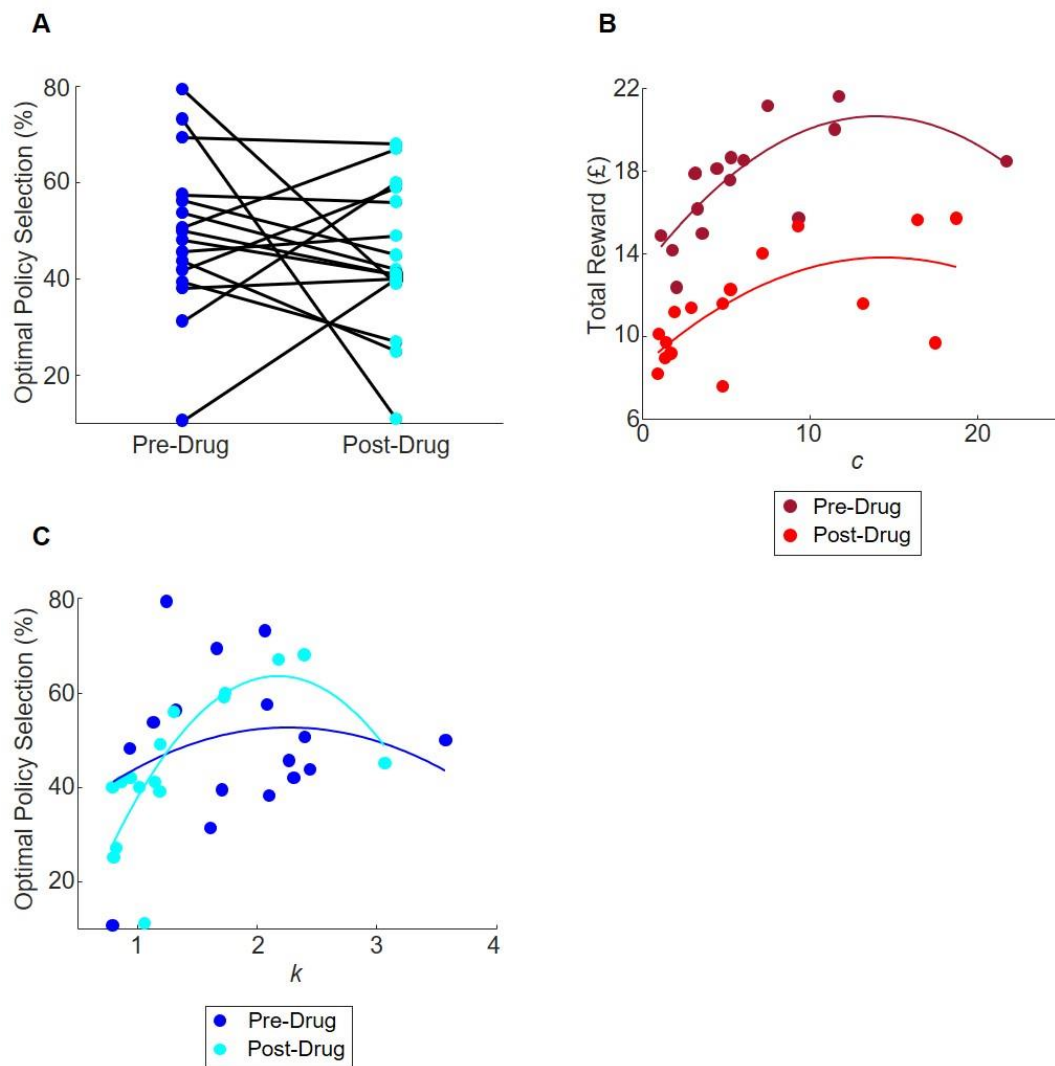 A
Optimal Policy Selection (%)
80
60
40
20
Pre-Drug
Post-Drug
B
Total Reward (£)
22
18
14
10
6
0
10
20
c
Pre-Drug
Post-Drug
C
Optimal Policy Selection (%)
80
60
40
20
1
2
3
4
k
Pre-Drug
Post-Drug